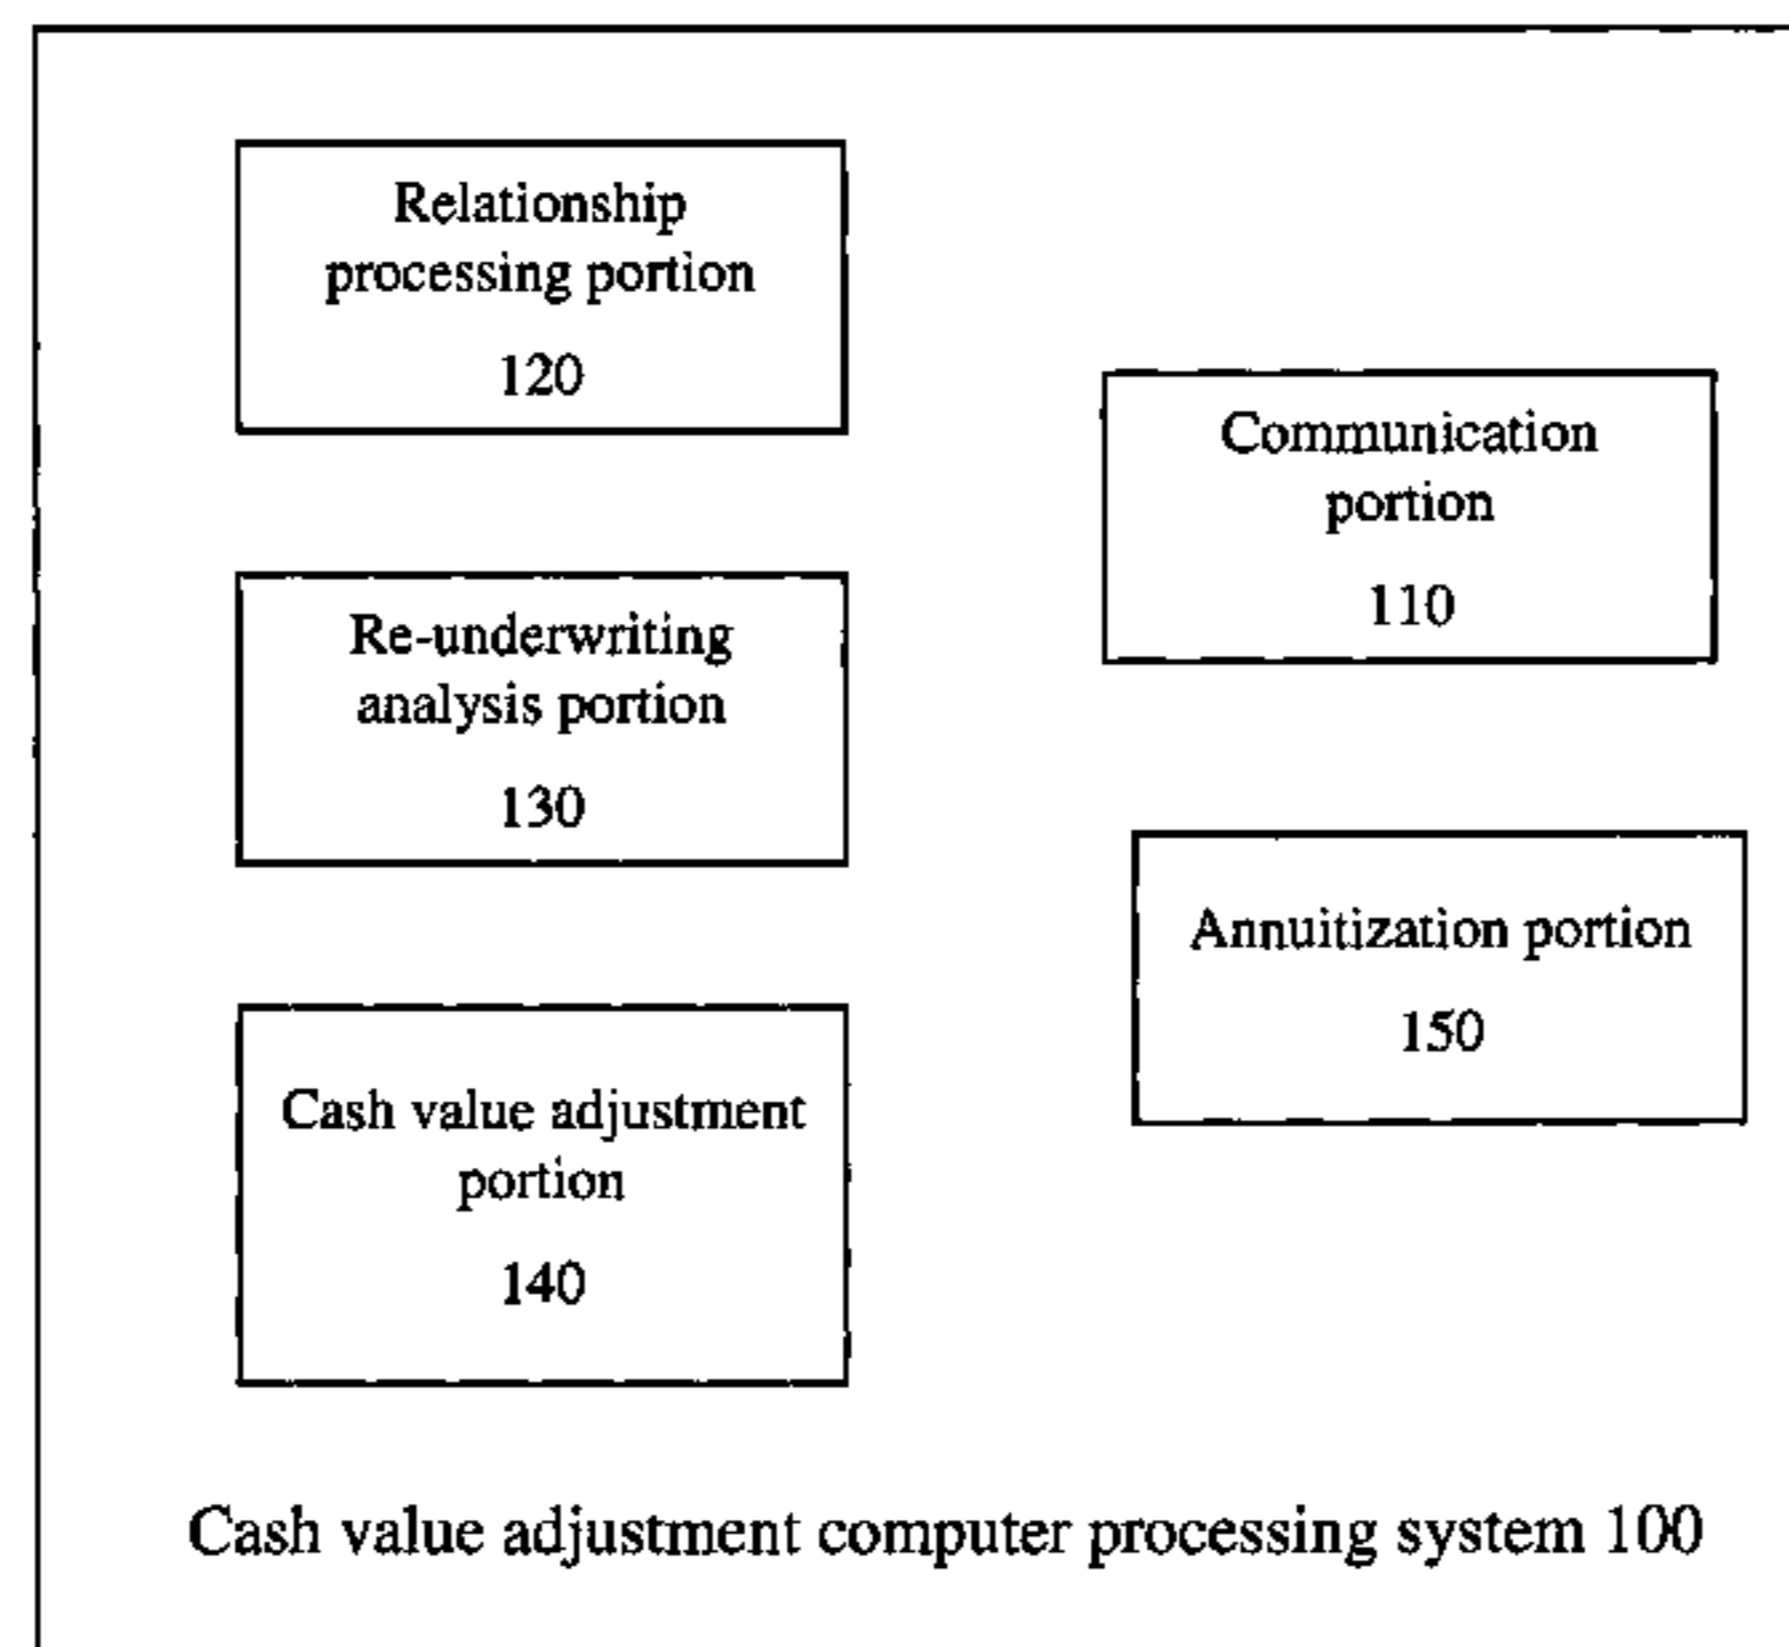 Relationship
processing portion
120
Re-underwriting
analysis portion
130
Cash value adjustment
portion
140
Communication
portion
110
Annuitization portion
150
Cash value adjustment computer processing system 100